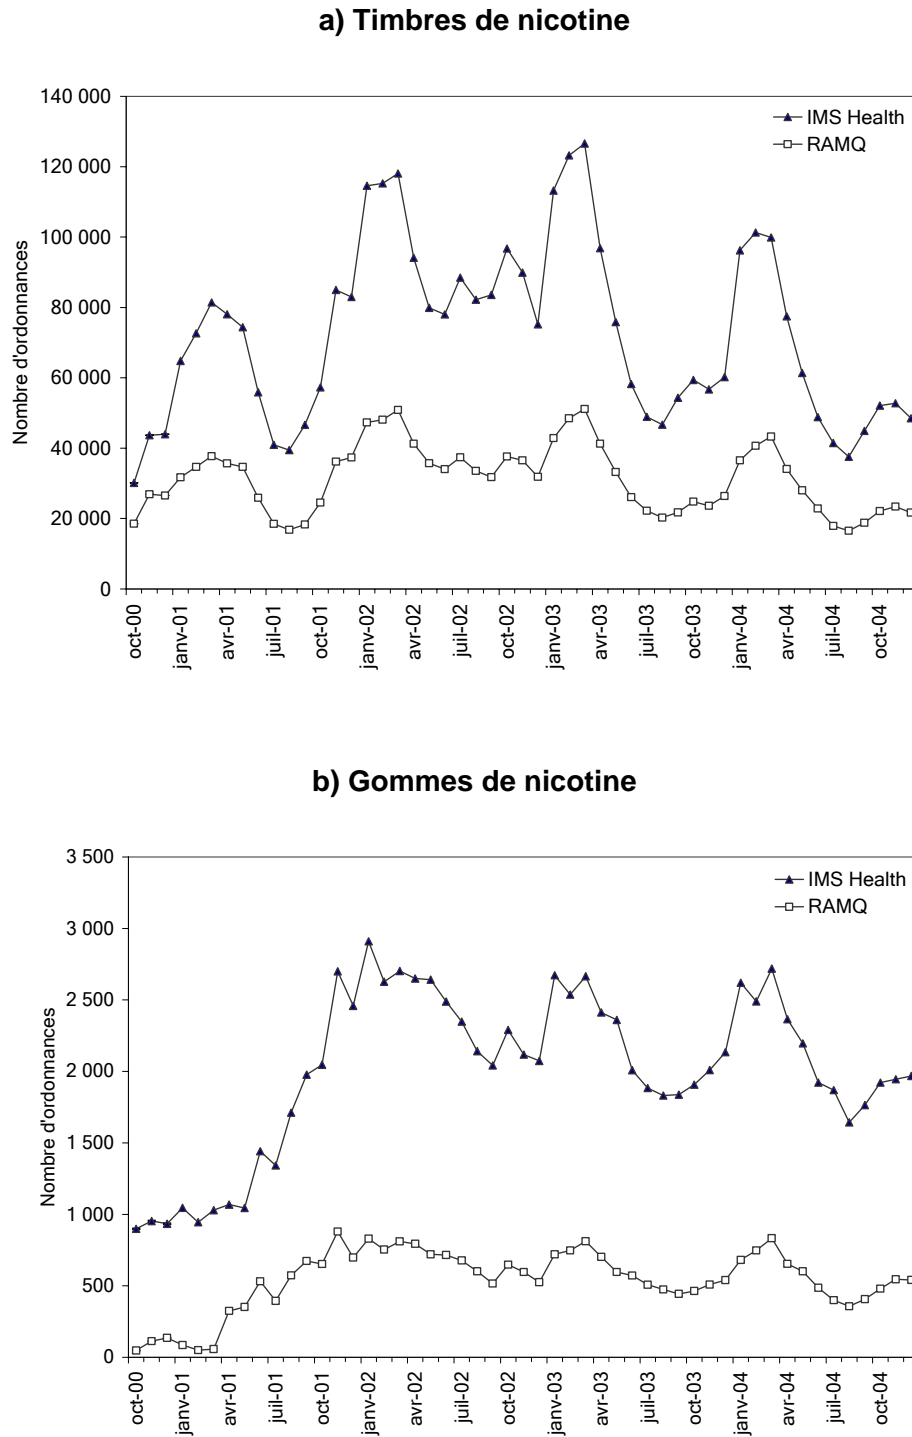 a) Timbres de nicotine
140 000
120 000
100 000
80 000
60 000
40 000
20 000
0
Nombre d'ordonnances
IMS Health
RAMQ
oct-00
janv-01
avr-01
juil-01
oct-01
janv-02
avr-02
juil-02
oct-02
janv-03
avr-03
juil-03
oct-03
janv-04
avr-04
juil-04
oct-04
b) Gommes de nicotine
3 500
3 000
2 500
2 000
1 500
1 000
500
0
Nombre d'ordonnances
IMS Health
RAMQ
oct-00
janv-01
avr-01
juil-01
oct-01
janv-02
avr-02
juil-02
oct-02
janv-03
avr-03
juil-03
oct-03
janv-04
avr-04
juil-04
oct-04